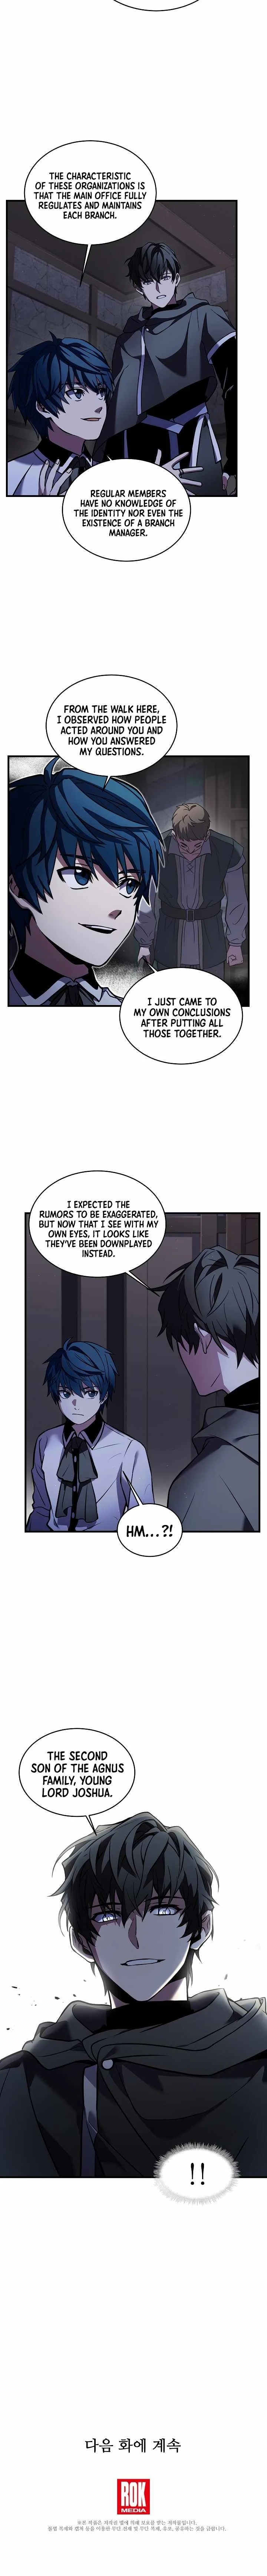 THE CHARACTERISTIC
OF THESE ORGANIZATIONS IS
THAT THE MAIN OFFICE FULLY
REGULATES AND MAINTAINS
EACH BRANCH.
REGULAR MEMBERS
HAVE NO KNOWLEDGE OF
THE IDENTITY NOR EVEN THE
EXISTENCE OF A BRANCH
MANAGER.
FROM THE WALK HERE,
I OBSERVED HOW PEOPLE
ACTED AROUND YOU AND
HOW YOU ANSWERED
MY QUESTIONS.
I JUST CAME TO
MY OWN CONCLUSIONS
AFTER PUTTING ALL
THOSE TOGETHER.
I EXPECTED THE
RUMORS TO BE EXAGGERATED,
BUT NOW THAT I SEE WITH MY
OWN EYES, IT LOOKS LIKE
THEY'VE BEEN DOWNPLAYED
INSTEAD.
HM...?!
THE SECOND
SON OF THE AGNUS
FAMILY, YOUNG
LORD JOSHUA.
!!
다음 화에 계속
ROK
MEDIA